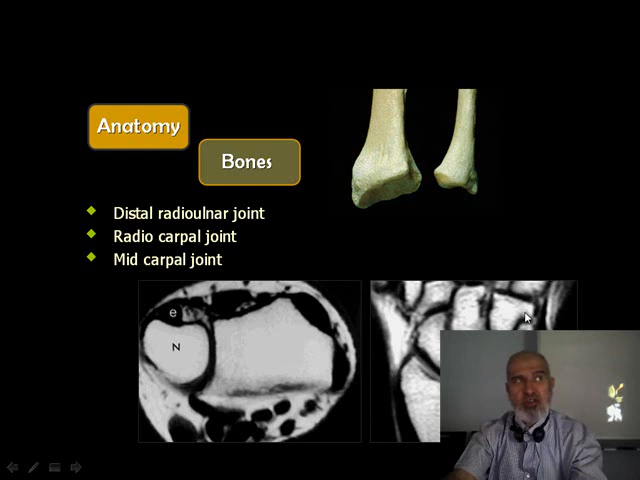 Anatomy
Bones
Distal radioulnar joint
Radio carpal joint
Mid carpal joint
e
N